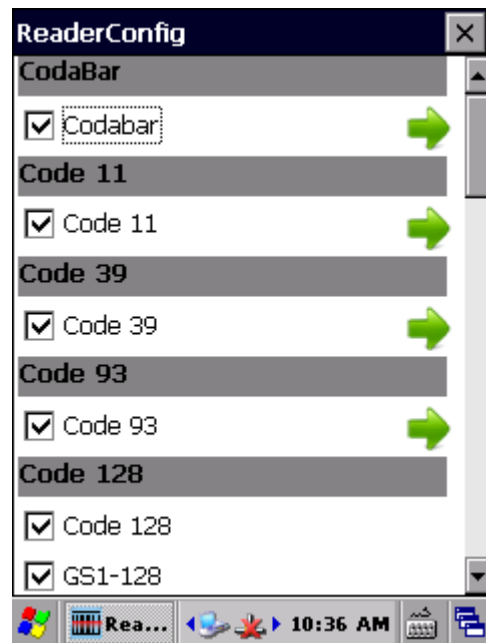 ReaderConfig
CodaBar
Codabar
Code 11
Code 11
Code 39
Code 39
Code 93
Code 93
Code 128
Code 128
GS1-128
Rea... 10:36 AM